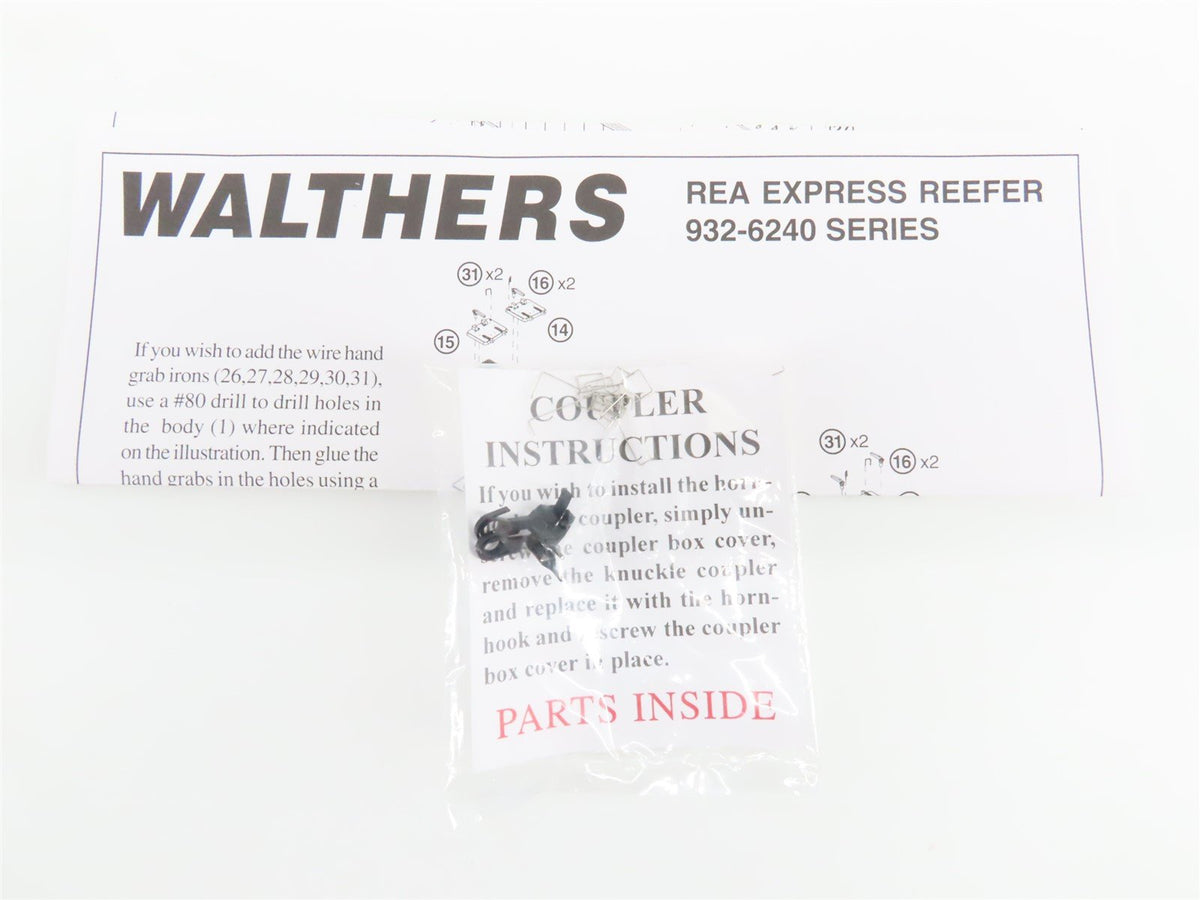 WALTHERS
REA EXPRESS REEFER
932-6240 SERIES
31 x2
16 x2
15
14
If you wish to add the wire hand
grab irons (26,27,28,29,30,31),
use a #80 drill to drill holes in
the body (1) where indicated
on the illustration. Then glue the
hand grabs in the holes using a
31 x2
16 x2
COUPLER
INSTRUCTIONS
If you wish to install the horn-
coupler, simply un-
coupler box cover,
remove the knuckle coupler
and replace it with the horn-
hook and screw the coupler
box cover in place.
PARTS INSIDE